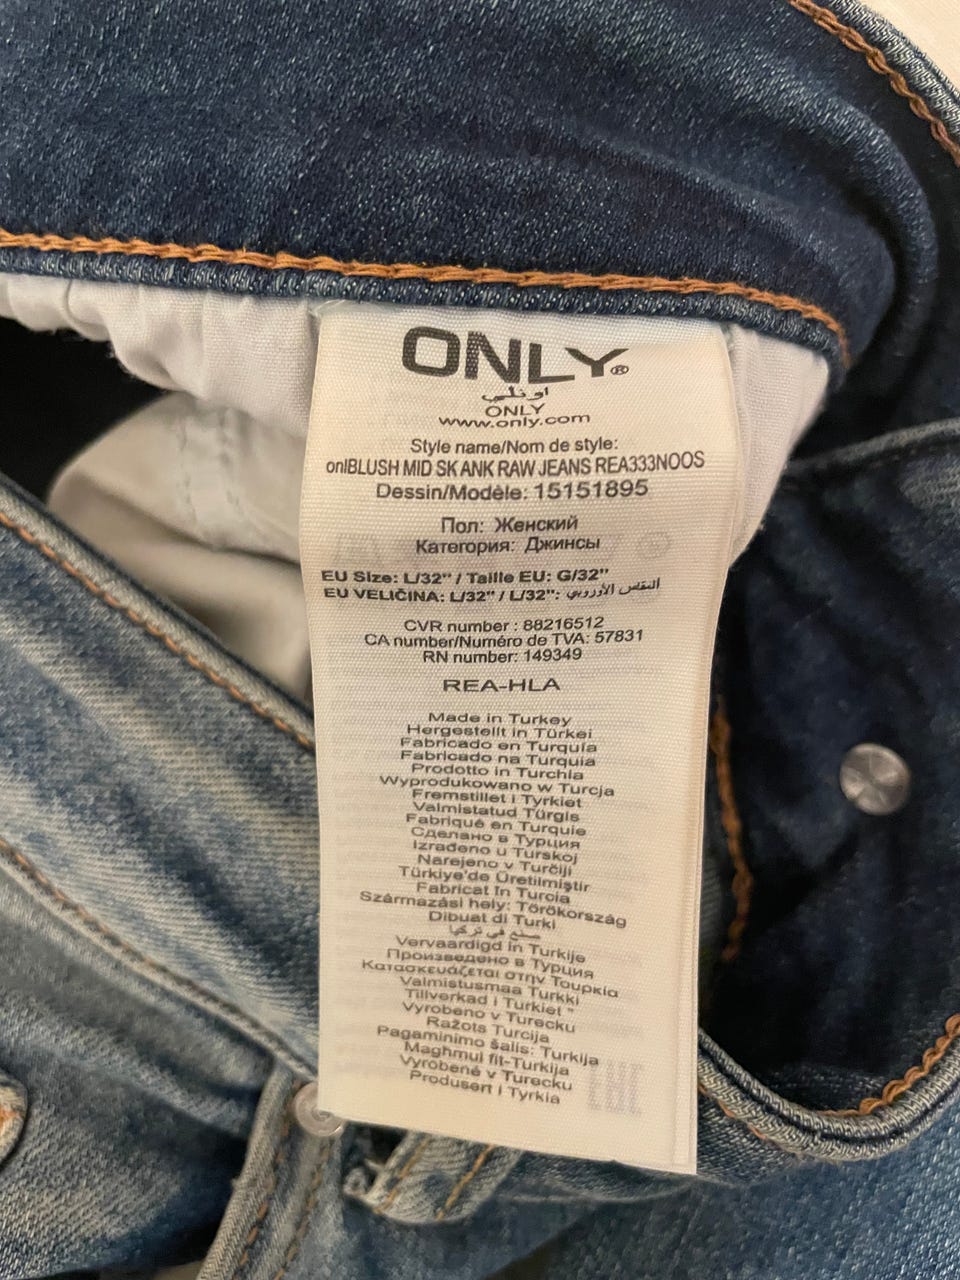 ONLY®
اونلي
ONLY
www.only.com
Style name/Nom de style:
onlBLUSH MID SK ANK RAW JEANS REA333NOOS
Dessin/Modèle: 15151895
Пол: Женский
Категория: Джинсы
EU Size: L/32" / Taille EU: G/32"
EU VELIČINA: L/32" / L/32": المقاس الأوروبي
CVR number : 88216512
CA number/Numéro de TVA: 57831
RN number: 149349
REA-HLA
Made in Turkey
Hergestellt in Türkei
Fabricado en Turquía
Fabricado na Turquia
Prodotto in Turchia
Wyprodukowano w Turcja
Fremstillet i Tyrkiet
Valmistatud Türgis
Fabriqué en Turquie
Сделано в Турции
Izrađeno u Turskoj
Narejeno v Turčiji
Türkiye'de Üretilmiştir
Fabricat în Turcia
Származási hely: Törökország
Dibuat di Turki
صنع في تركيا
Vervaardigd in Turkije
Произведено в Турция
Κατασκευάζεται στην Τουρκία
Valmistusmaa Turkki
Tillverkad i Turkiet "
Vyrobeno v Turecku
Ražots Turcija
Pagaminimo šalis: Turkija
Maghmul fit-Turkija
Vyrobené v Turecku
Produsert i Tyrkia